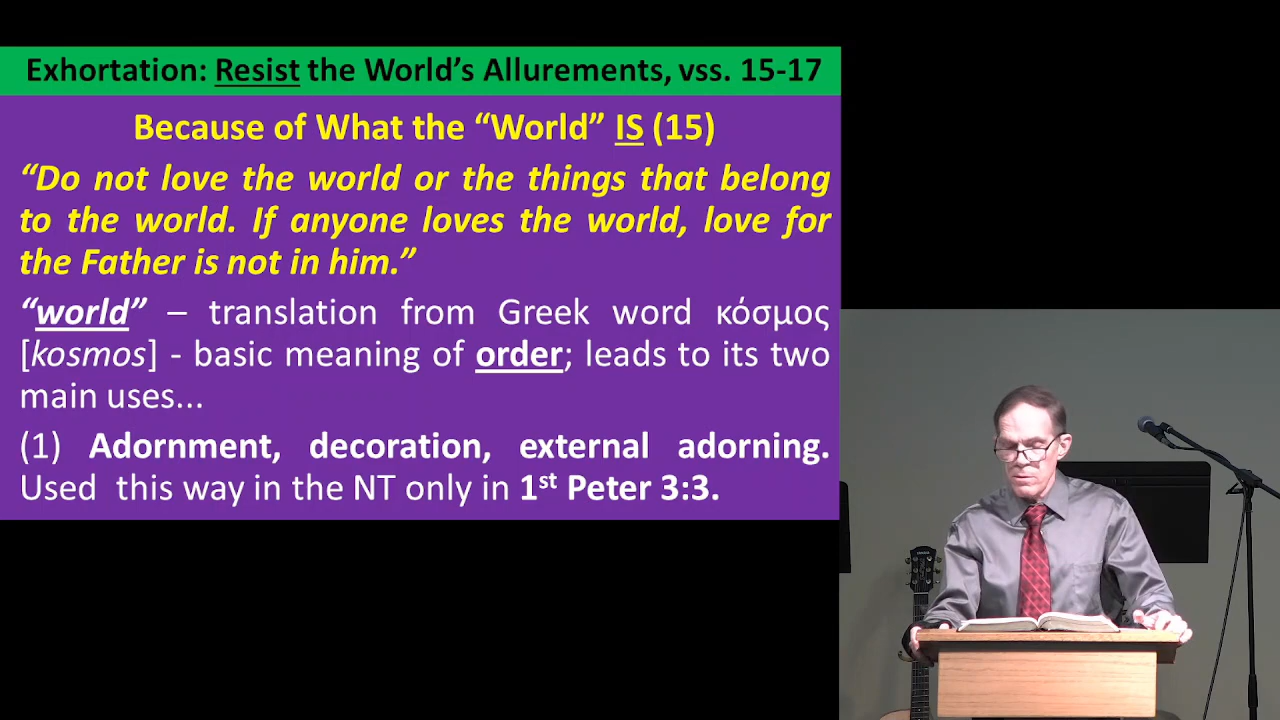 Exhortation: Resist the World's Allurements, vss. 15-17
Because of What the “World” IS (15)
“Do not love the world or the things that belong
to the world. If anyone loves the world, love for
the Father is not in him.”
“world” – translation from Greek word κόσμος
[kosmos] - basic meaning of order; leads to its two
main uses...
(1) Adornment, decoration, external adorning.
Used this way in the NT only in 1st Peter 3:3.